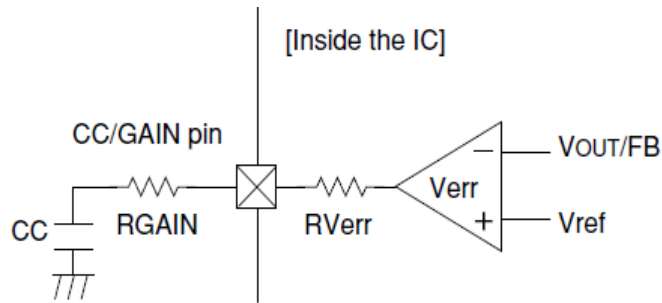 [Inside the IC]
CC/GAIN pin
VOUT/FB
Verr
CC
RGAIN
RVerr
Vref
−
+